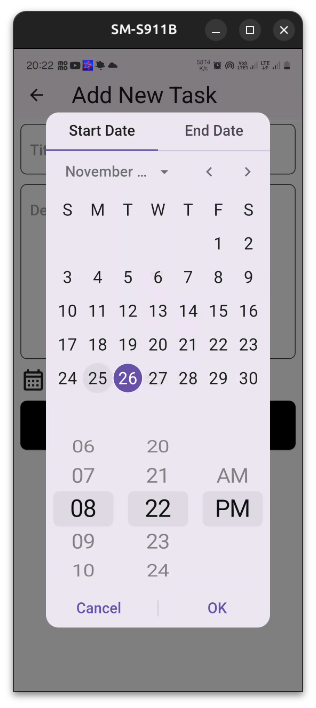 SM-S911B
20:22
Add New Task
Start Date End Date
November ...
S M T W T F S
1 2
3 4 5 6 7 8 9
10 11 12 13 14 15 16
17 18 19 20 21 22 23
24 25 26 27 28 29 30
06 20
07 21 AM
08 22 PM
09 23
10 24
Cancel OK